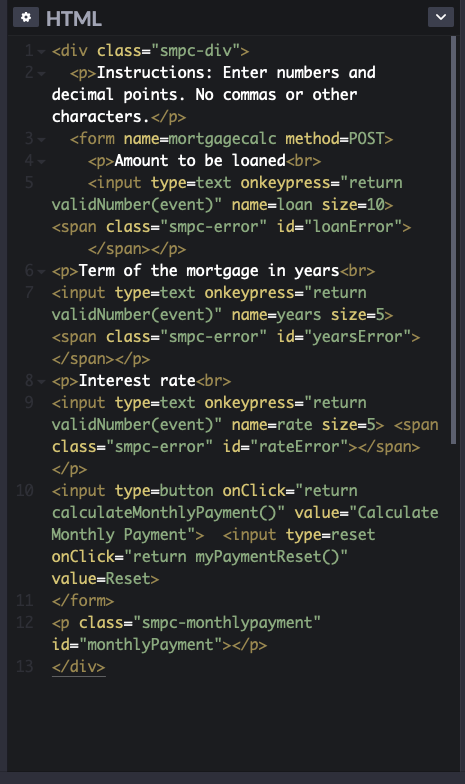 HTML
1 <div class="smpc-div">
2 <p>Instructions: Enter numbers and
decimal points. No commas or other
characters.</p>
3 <form name=mortgagecalc method=POST>
4 <p>Amount to be loaned<br>
5 <input type=text onkeypress="return
validNumber(event)" name=loan size=10>
<span class="smpc-error" id="loanError">
</span></p>
6 <p>Term of the mortgage in years<br>
7 <input type=text onkeypress="return
validNumber(event)" name=years size=5>
<span class="smpc-error" id="yearsError">
</span></p>
8 <p>Interest rate<br>
9 <input type=text onkeypress="return
validNumber(event)" name=rate size=5> <span
class="smpc-error" id="rateError"></span>
</p>
10 <input type=button onClick="return
calculateMonthlyPayment()" value="Calculate
Monthly Payment">  <input type=reset
onClick="return myPaymentReset()"
value=Reset>
11 </form>
12 <p class="smpc-monthlypayment"
id="monthlyPayment"></p>
13 </div>